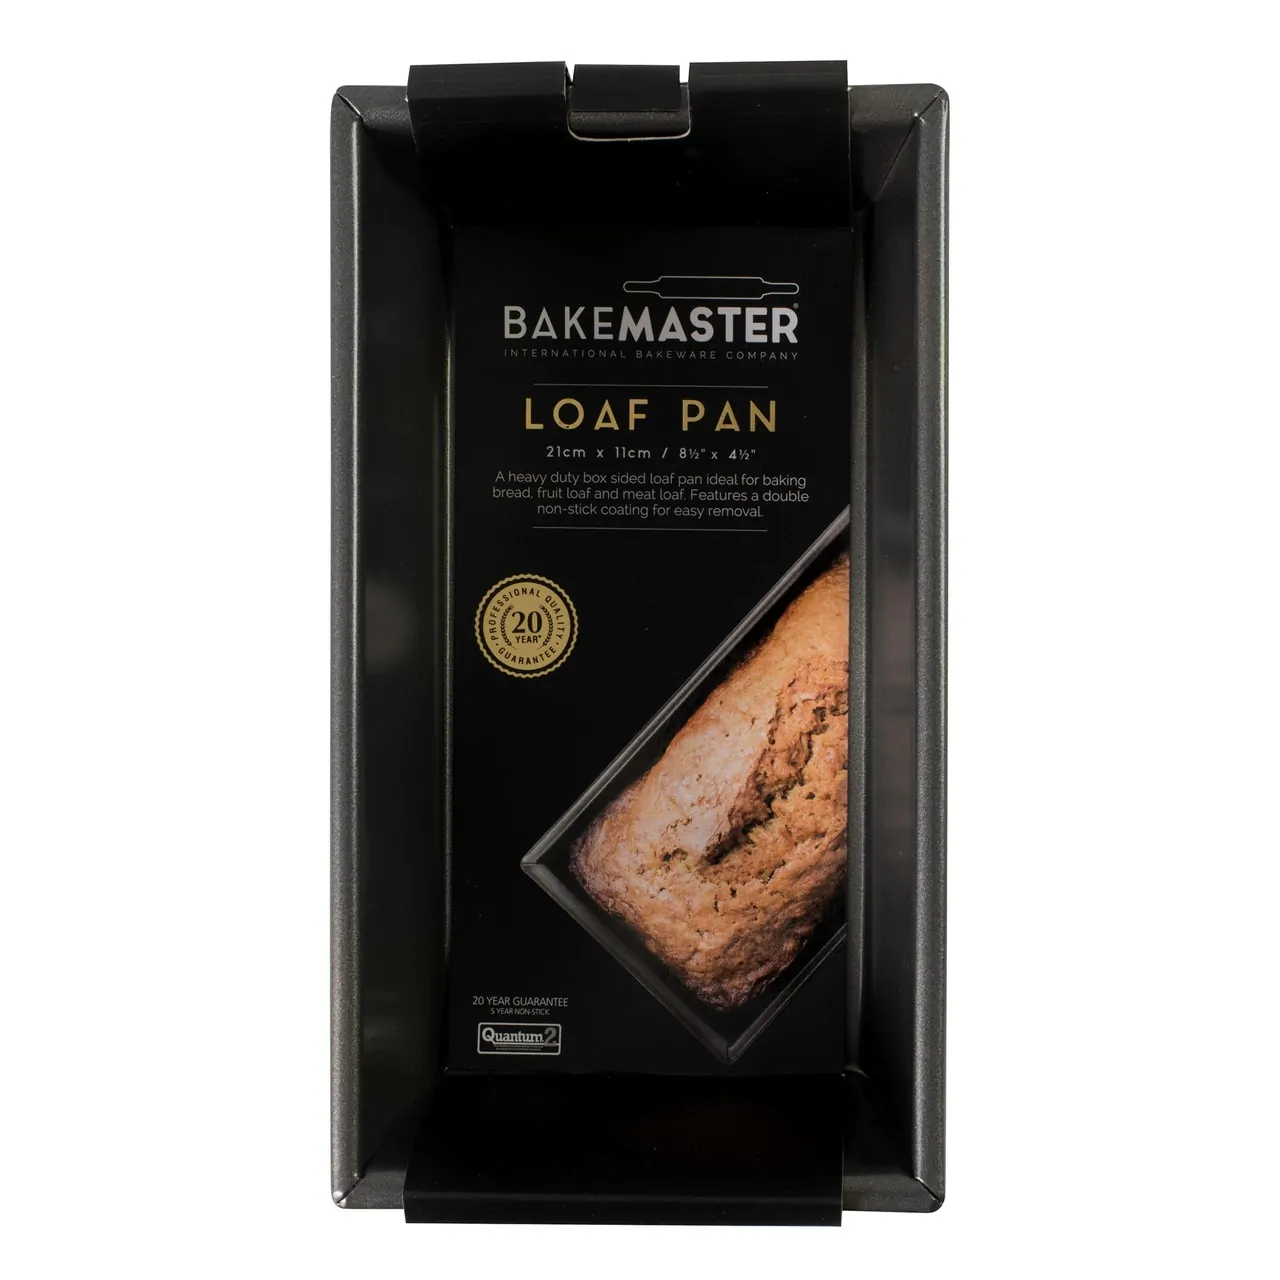 BAKEMASTER®
INTERNATIONAL BAKEWARE COMPANY
LOAF PAN
21cm x 11cm / 8½" x 4½"
A heavy duty box sided loaf pan ideal for baking
bread, fruit loaf and meat loaf. Features a double
non-stick coating for easy removal.
PROFESSIONAL QUALITY
20
YEAR*
GUARANTEE
20 YEAR GUARANTEE
5 YEAR NON-STICK
Quantum2